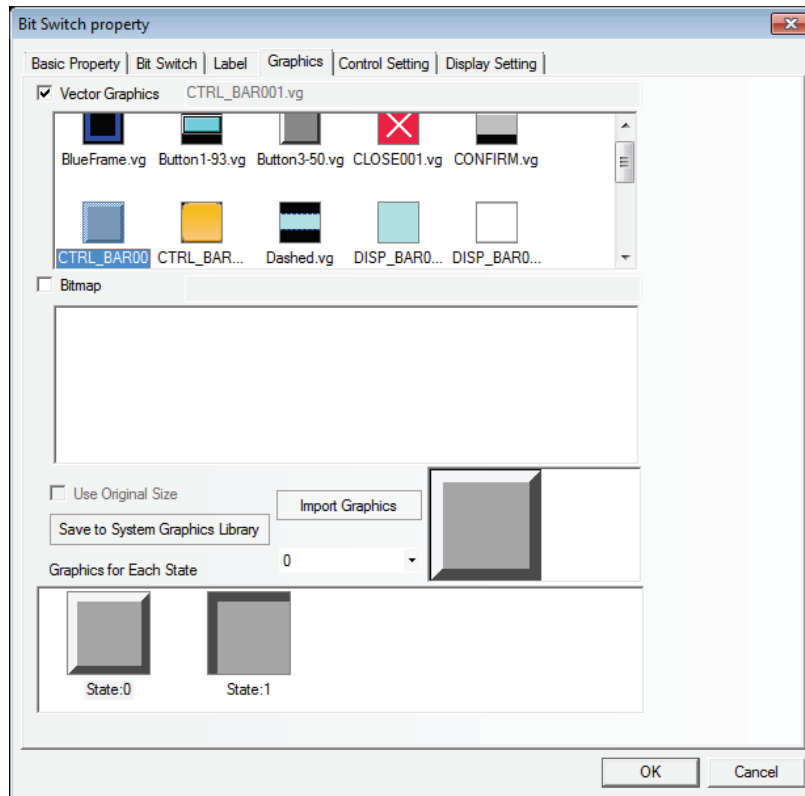 Bit Switch property
Basic Property Bit Switch Label Graphics Control Setting Display Setting
Vector Graphics CTRL_BAR001.vg
BlueFrame.vg Button1-93.vg Button3-50.vg CLOSE001.vg CONFIRM.vg
CTRL_BAR00 CTRL_BAR... Dashed.vg DISP_BAR0... DISP_BAR0...
Bitmap
Use Original Size
Import Graphics
Save to System Graphics Library
0
Graphics for Each State
State:0 State:1
OK Cancel